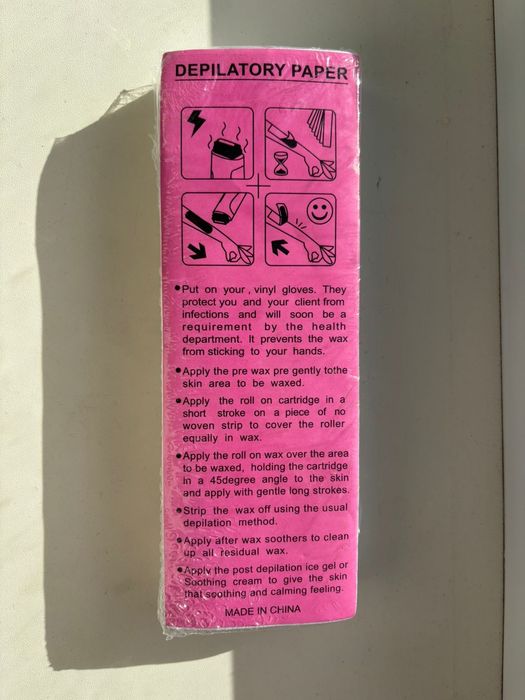 DEPILATORY PAPER
•Put on your , vinyl gloves. They
protect you and your client from
infections and will soon be a
requirement by the health
department. It prevents the wax
from sticking to your hands.
•Apply the pre wax pre gently tothe
skin area to be waxed.
•Apply the roll on cartridge in a
short stroke on a piece of no
woven strip to cover the roller
equally in wax.
•Apply the roll on wax over the area
to be waxed, holding the cartridge
in a 45degree angle to the skin
and apply with gentle long strokes.
•Strip the wax off using the usual
depilation method.
•Apply after wax soothers to clean
up all residual wax.
•Apply the post depilation ice gel or
Soothing cream to give the skin
that soothing and calming feeling.
MADE IN CHINA